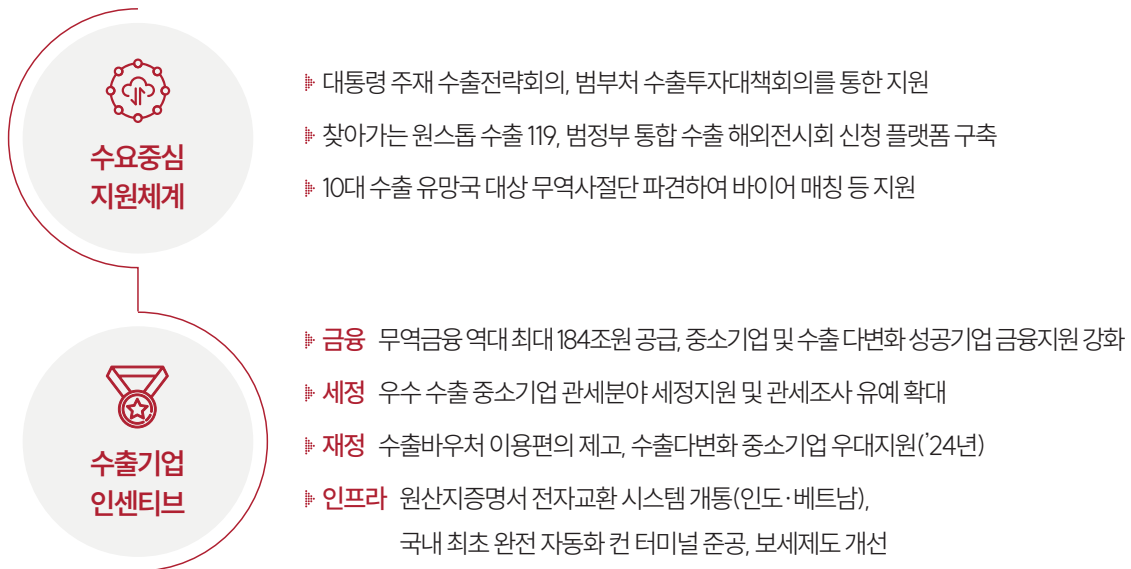 수요중심
지원체계
대통령 주재 수출전략회의, 범부처 수출투자대책회의를 통한 지원
찾아가는 원스톱 수출 119, 범정부 통합 수출 해외전시회 신청 플랫폼 구축
10대 수출 유망국 대상 무역사절단 파견하여 바이어 매칭 등 지원
수출기업
인센티브
금융 무역금융 역대 최대 184조원 공급, 중소기업 및 수출 다변화 성공기업 금융지원 강화
세정 우수 수출 중소기업 관세분야 세정지원 및 관세조사 유예 확대
재정 수출바우처 이용편의 제고, 수출다변화 중소기업 우대지원(’24년)
인프라 원산지증명서 전자교환 시스템 개통(인도·베트남),
국내 최초 완전 자동화 컨 터미널 준공, 보세제도 개선